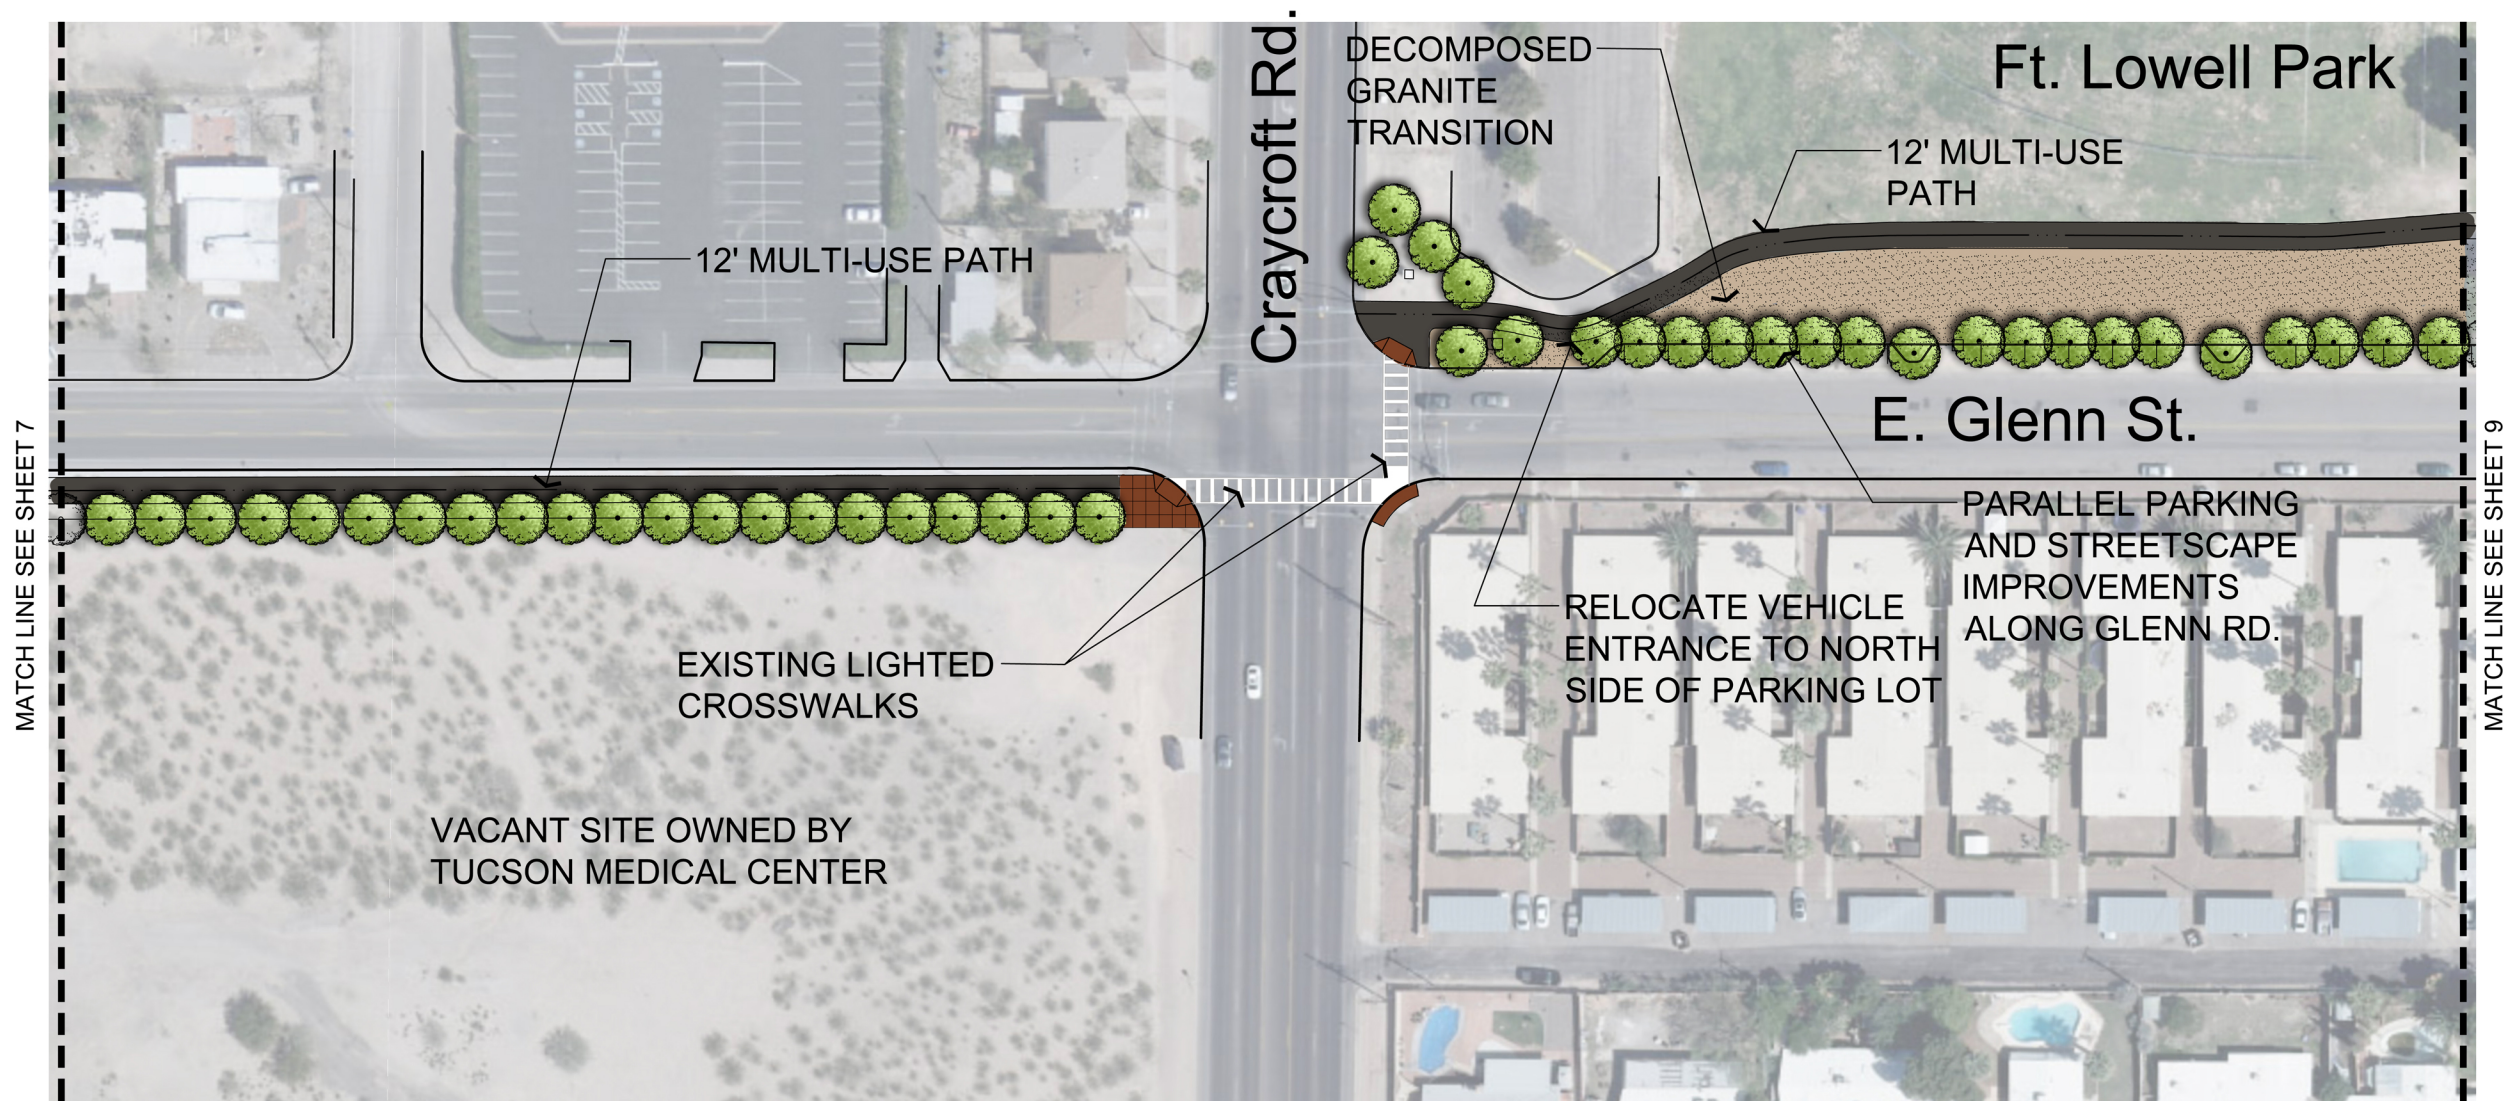 Craycroft Rd.
DECOMPOSED
GRANITE
TRANSITION
Ft. Lowell Park
12' MULTI-USE
PATH
12' MULTI-USE PATH
E. Glenn St.
MATCH LINE SEE SHEET 7
MATCH LINE SEE SHEET 9
PARALLEL PARKING
AND STREETSCAPE
IMPROVEMENTS
ALONG GLENN RD.
RELOCATE VEHICLE
ENTRANCE TO NORTH
SIDE OF PARKING LOT
EXISTING LIGHTED
CROSSWALKS
VACANT SITE OWNED BY
TUCSON MEDICAL CENTER